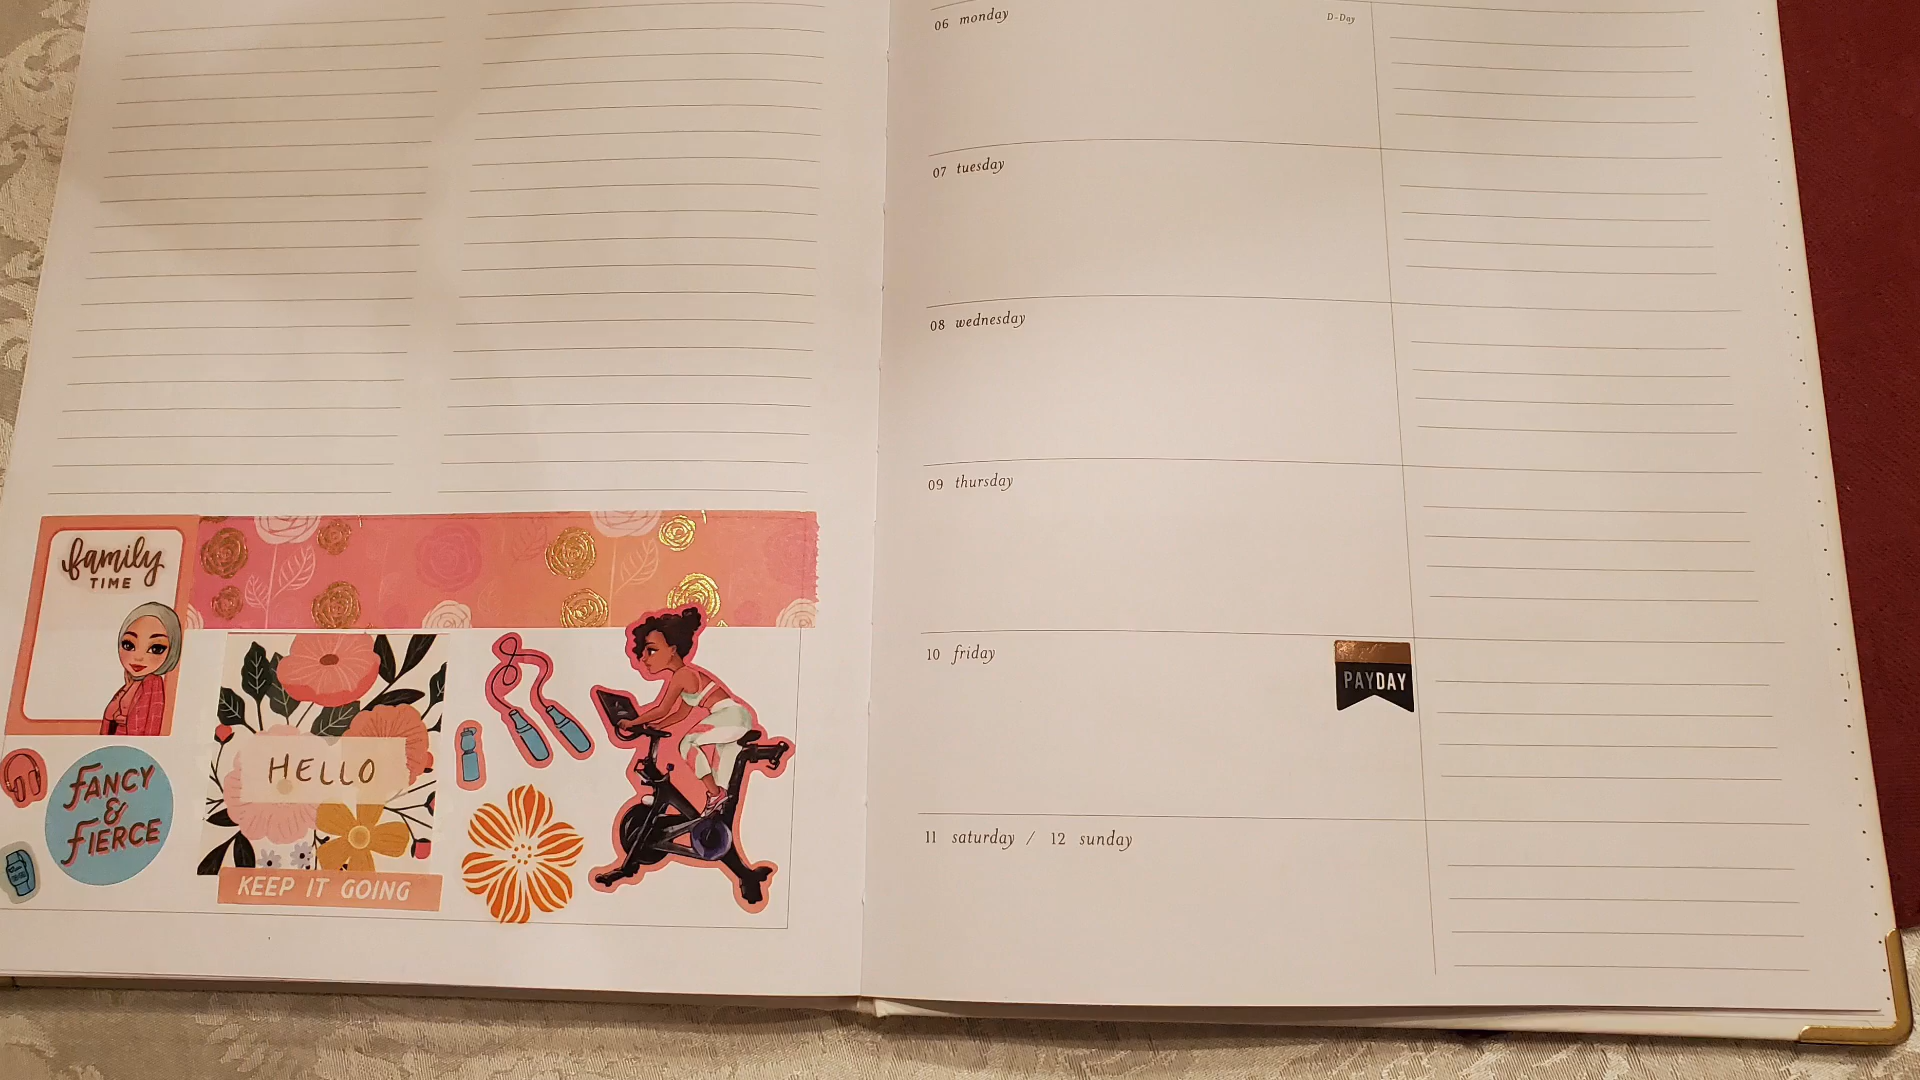 family
TIME
FANCY
&
FIERCE
HELLO
KEEP IT GOING
06 monday
D-Day
07 tuesday
08 wednesday
09 thursday
10 friday
PAYDAY
11 saturday / 12 sunday